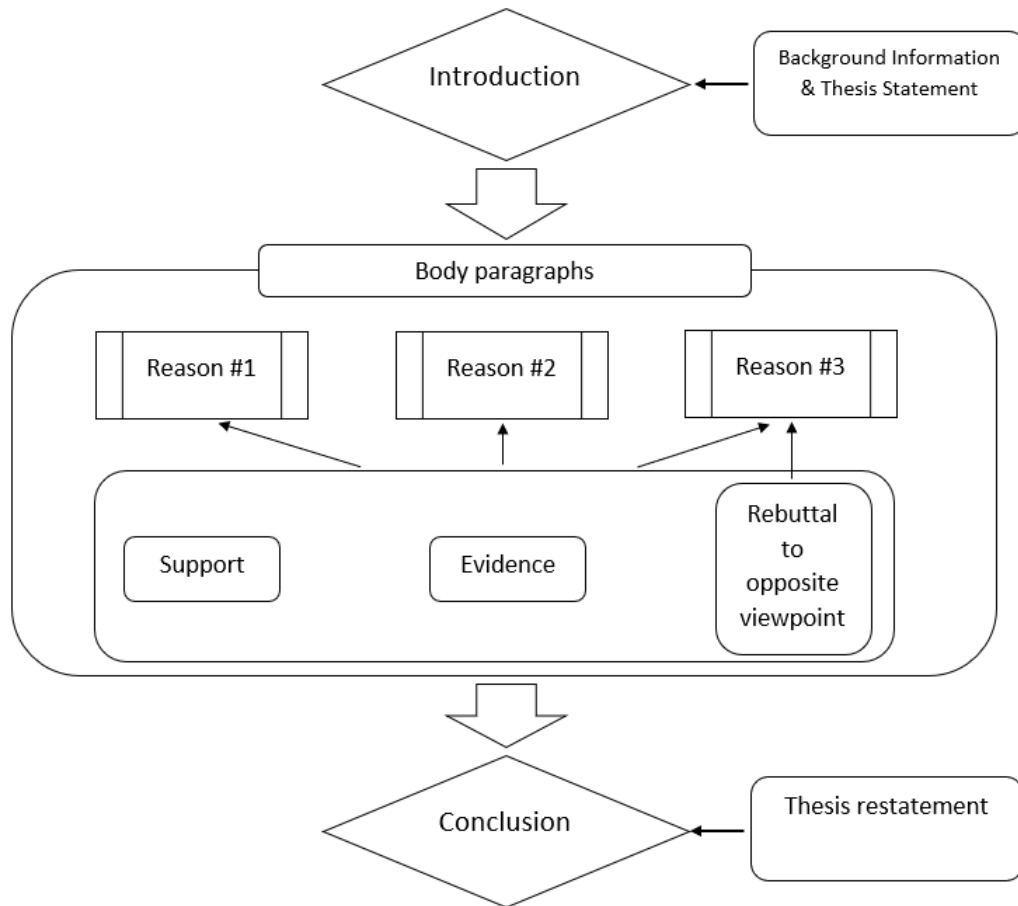 Introduction
Background Information
& Thesis Statement
Body paragraphs
Reason #1
Reason #2
Reason #3
Support
Evidence
Rebuttal
to
opposite
viewpoint
Conclusion
Thesis restatement